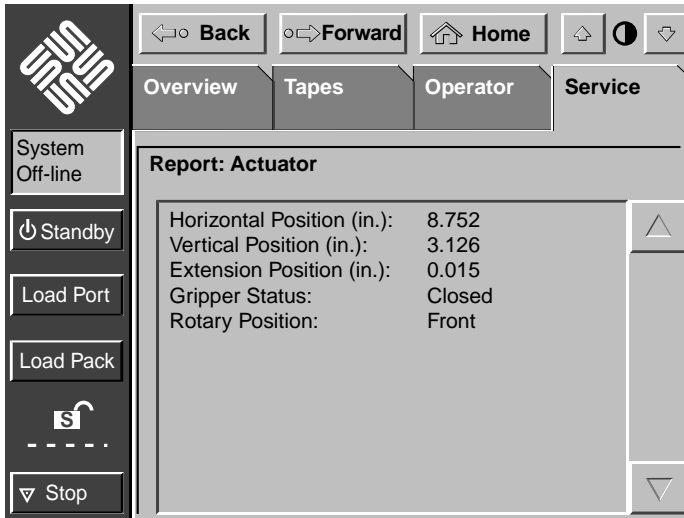 Back Forward Home
Overview Tapes Operator Service
System
Off-line
Standby
Load Port
Load Pack
S
Stop
Report: Actuator
Horizontal Position (in.): 8.752
Vertical Position (in.): 3.126
Extension Position (in.): 0.015
Gripper Status: Closed
Rotary Position: Front